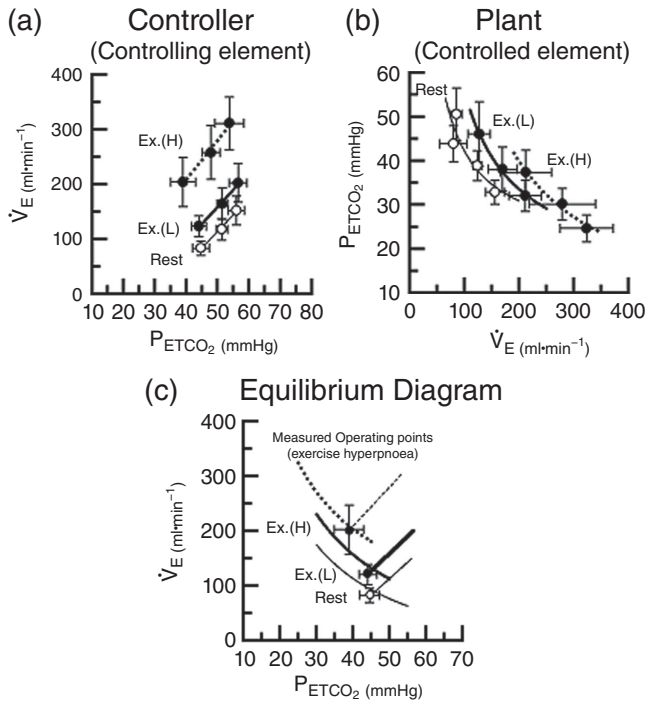 (a) Controller
(Controlling element)
400
300
200
100
0
V̇E (ml•min−1)
Ex.(H)
Ex.(L)
Rest
10 20 30 40 50 60 70 80
PETCO2 (mmHg)
(b) Plant
(Controlled element)
60
50
40
30
20
10
0
PETCO2 (mmHg)
Rest
Ex.(L)
Ex.(H)
0 100 200 300 400
V̇E (ml•min−1)
(c) Equilibrium Diagram
400
300
200
100
0
V̇E (ml•min−1)
Measured Operating points
(exercise hyperpnoea)
Ex.(H)
Ex.(L)
Rest
10 20 30 40 50 60 70
PETCO2 (mmHg)